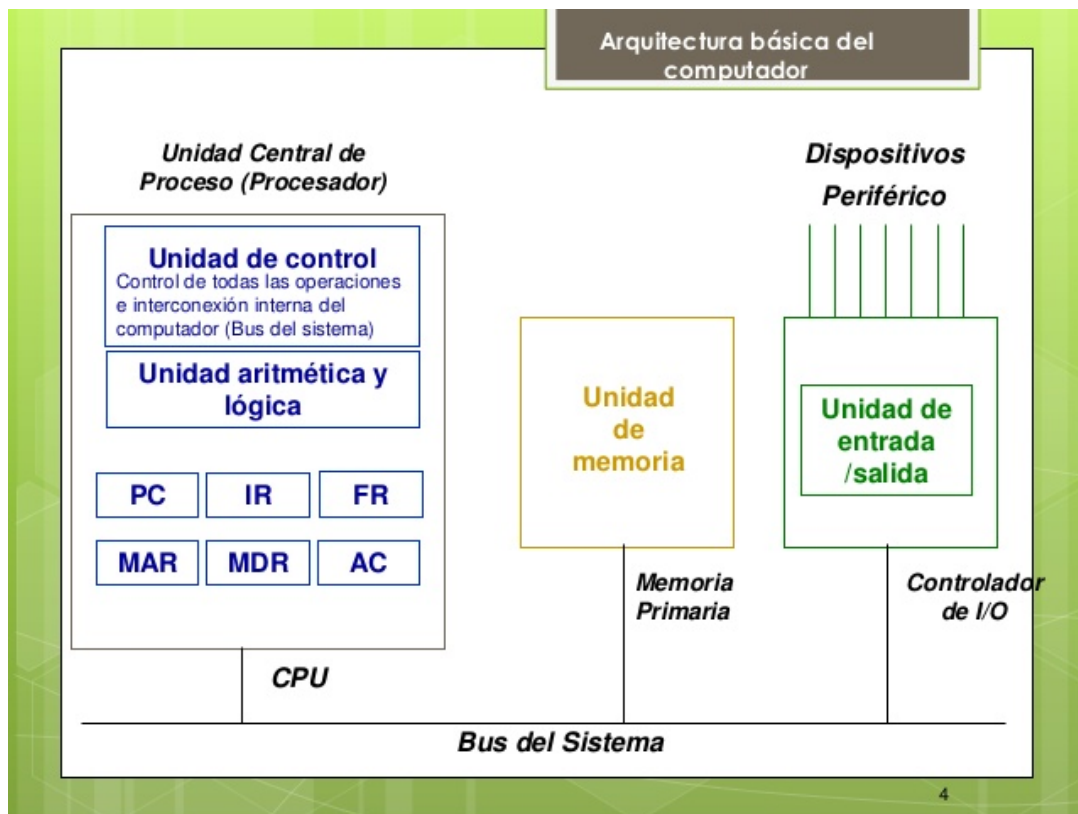 Arquitectura básica del
computador
Unidad Central de
Proceso (Procesador)
Unidad de control
Control de todas las operaciones
e interconexión interna del
computador (Bus del sistema)
Unidad aritmética y
lógica
PC IR FR
MAR MDR AC
CPU
Unidad
de
memoria
Memoria
Primaria
Dispositivos
Periférico
Unidad de
entrada
/salida
Controlador
de I/O
Bus del Sistema
4